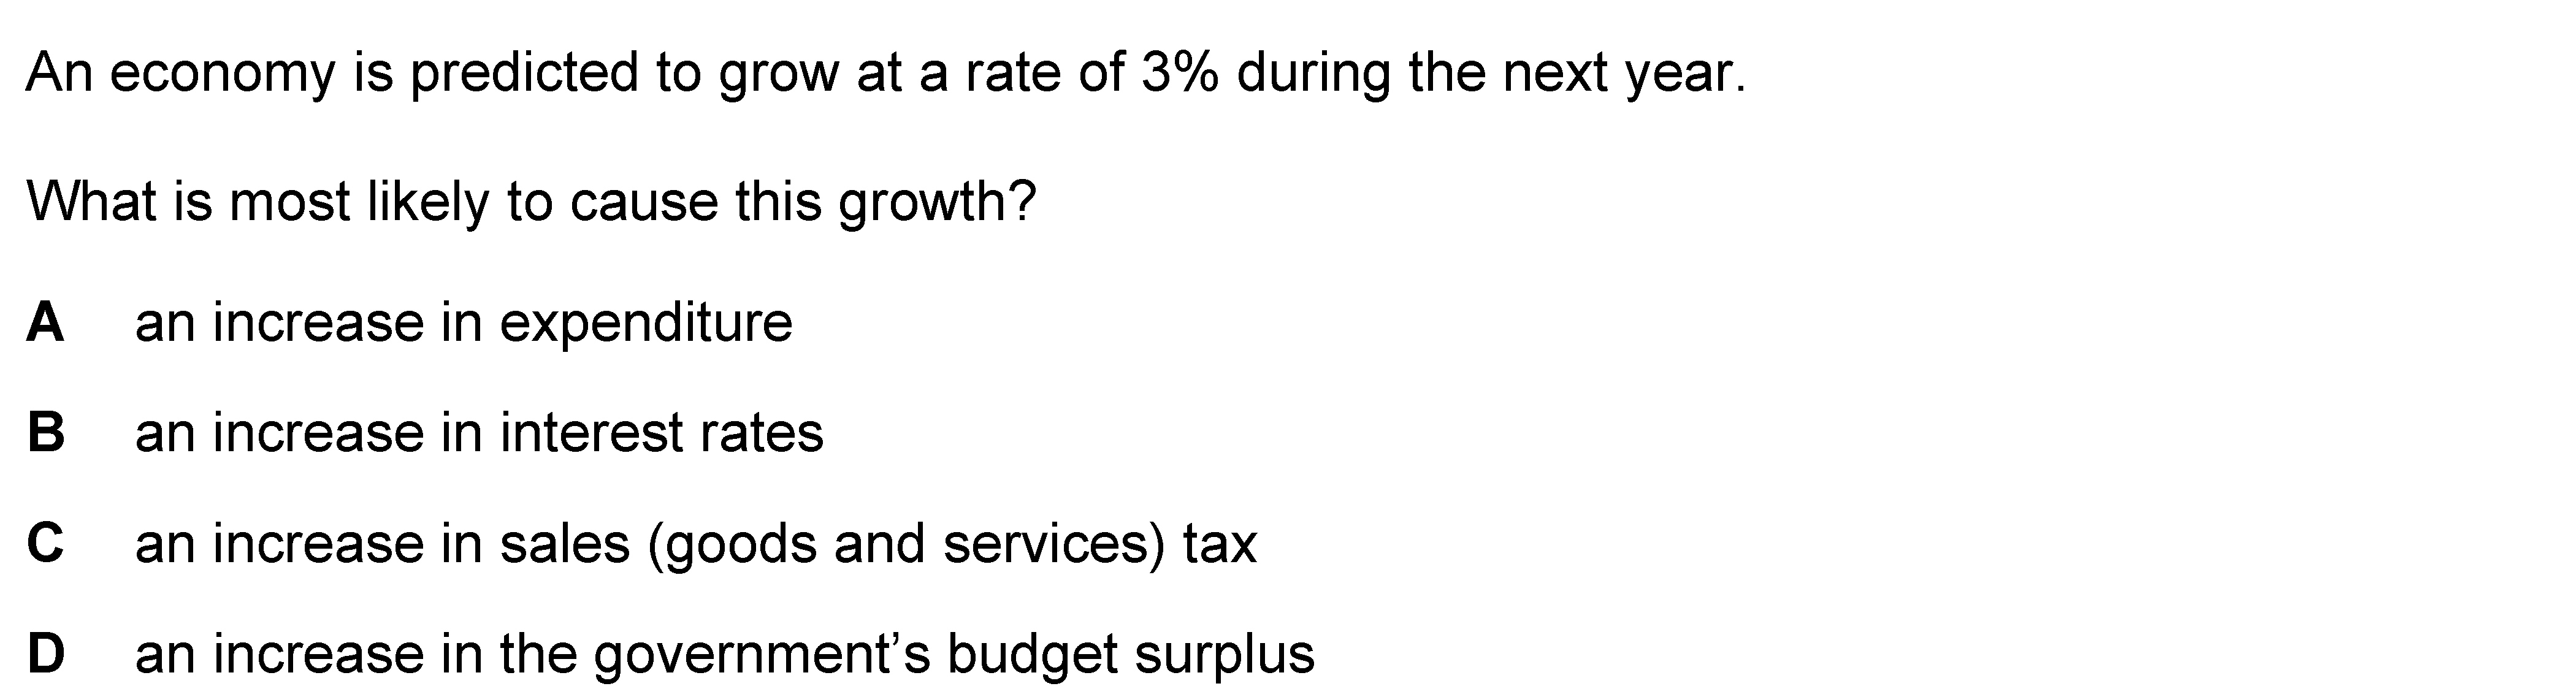 An economy is predicted to grow at a rate of 3% during the next year.
What is most likely to cause this growth?
A an increase in expenditure
B an increase in interest rates
C an increase in sales (goods and services) tax
D an increase in the government’s budget surplus